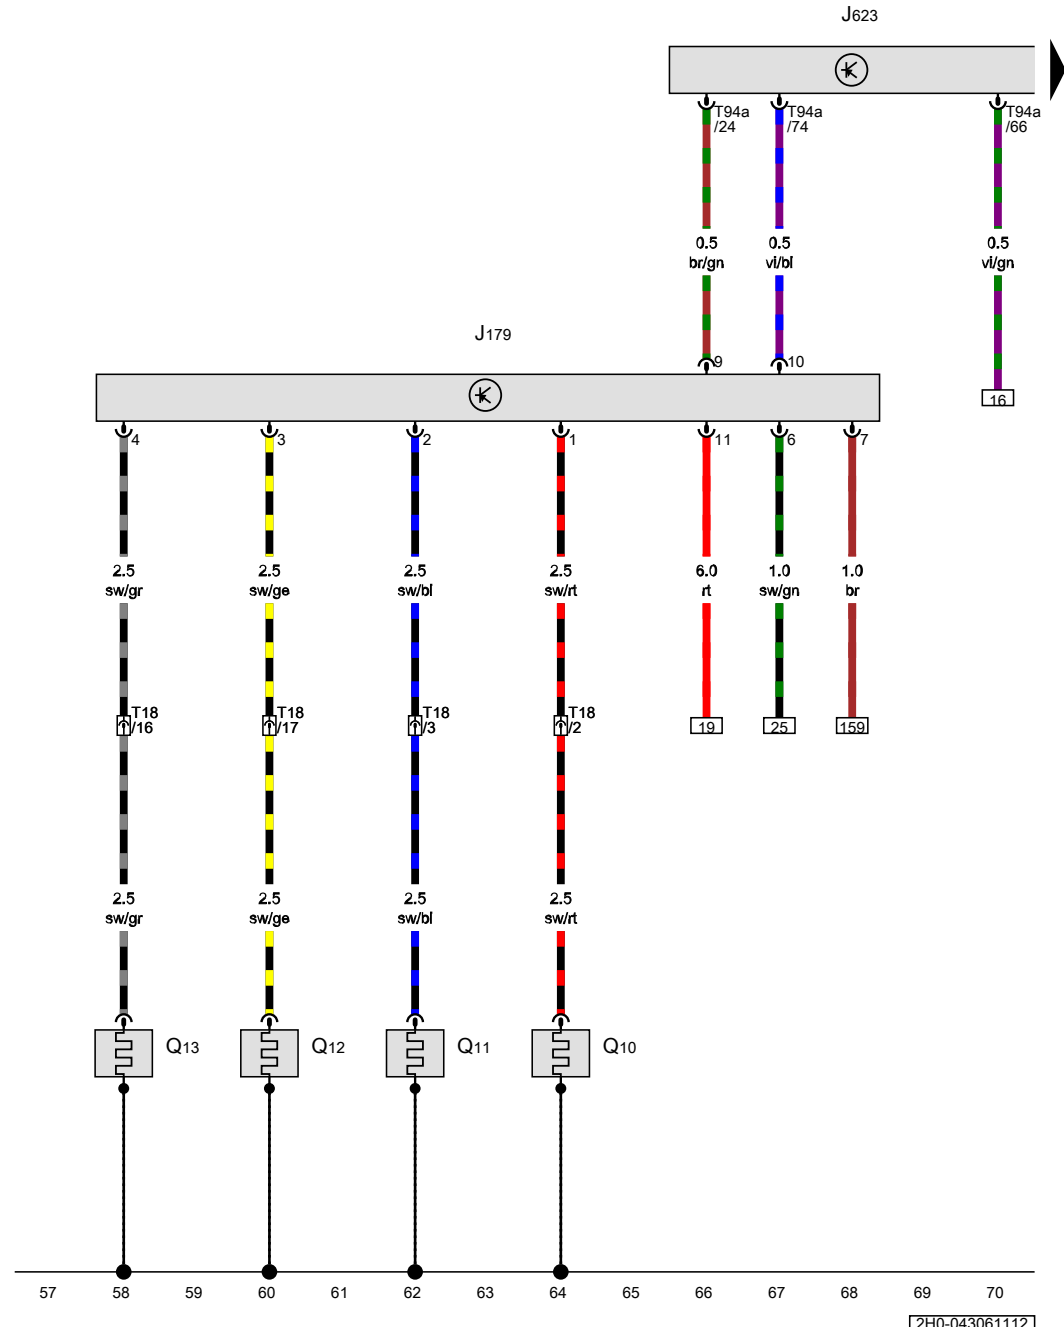 J623
T94a
/24
T94a
/74
T94a
/66
0.5
br/gn
0.5
vi/bl
0.5
vi/gn
J179
9
10
16
4
3
2
1
11
6
7
2.5
sw/gr
2.5
sw/ge
2.5
sw/bl
2.5
sw/rt
6.0
rt
1.0
sw/gn
1.0
br
T18
/16
T18
/17
T18
/3
T18
/2
19
25
159
2.5
sw/gr
2.5
sw/ge
2.5
sw/bl
2.5
sw/rt
Q13
Q12
Q11
Q10
57 58 59 60 61 62 63 64 65 66 67 68 69 70
2H0-043061112